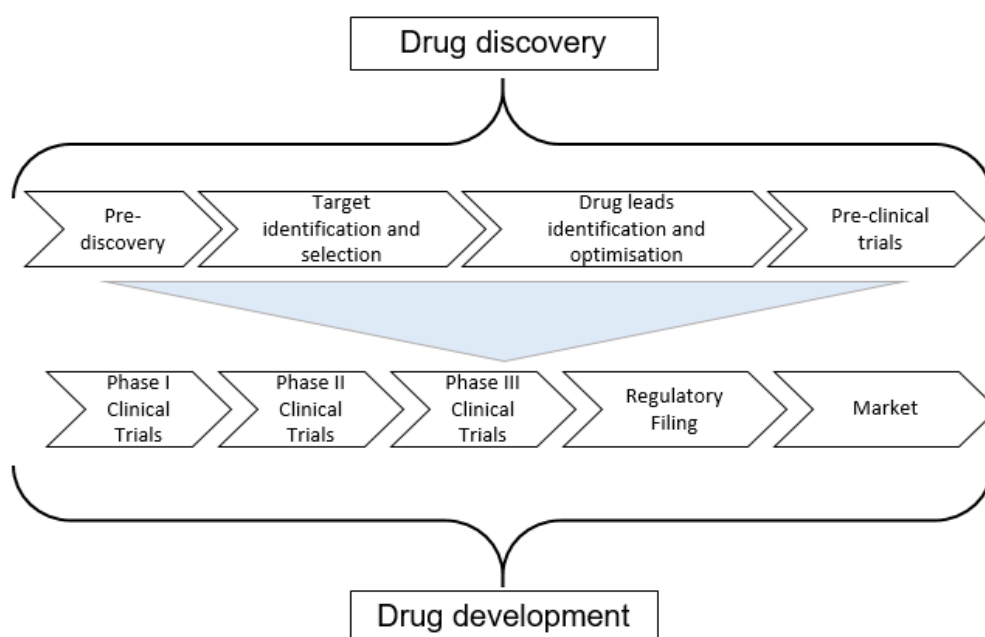 Drug discovery
Pre-
discovery
Target
identification and
selection
Drug leads
identification and
optimisation
Pre-clinical
trials
Phase I
Clinical
Trials
Phase II
Clinical
Trials
Phase III
Clinical
Trials
Regulatory
Filing
Market
Drug development